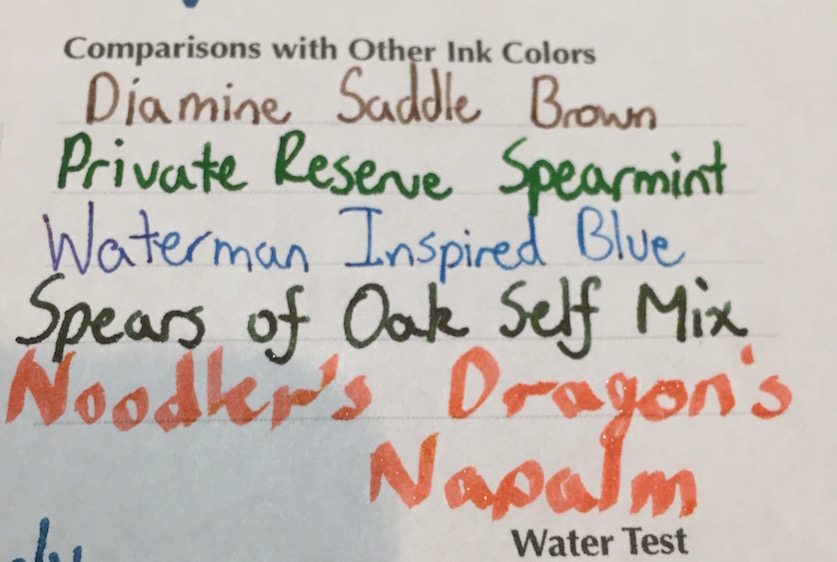 Comparisons with Other Ink Colors
Diamine Saddle Brown
Private Reserve Spearmint
Waterman Inspired Blue
Spears of Oak Self Mix
Noodler's Dragon's
Napalm
Water Test